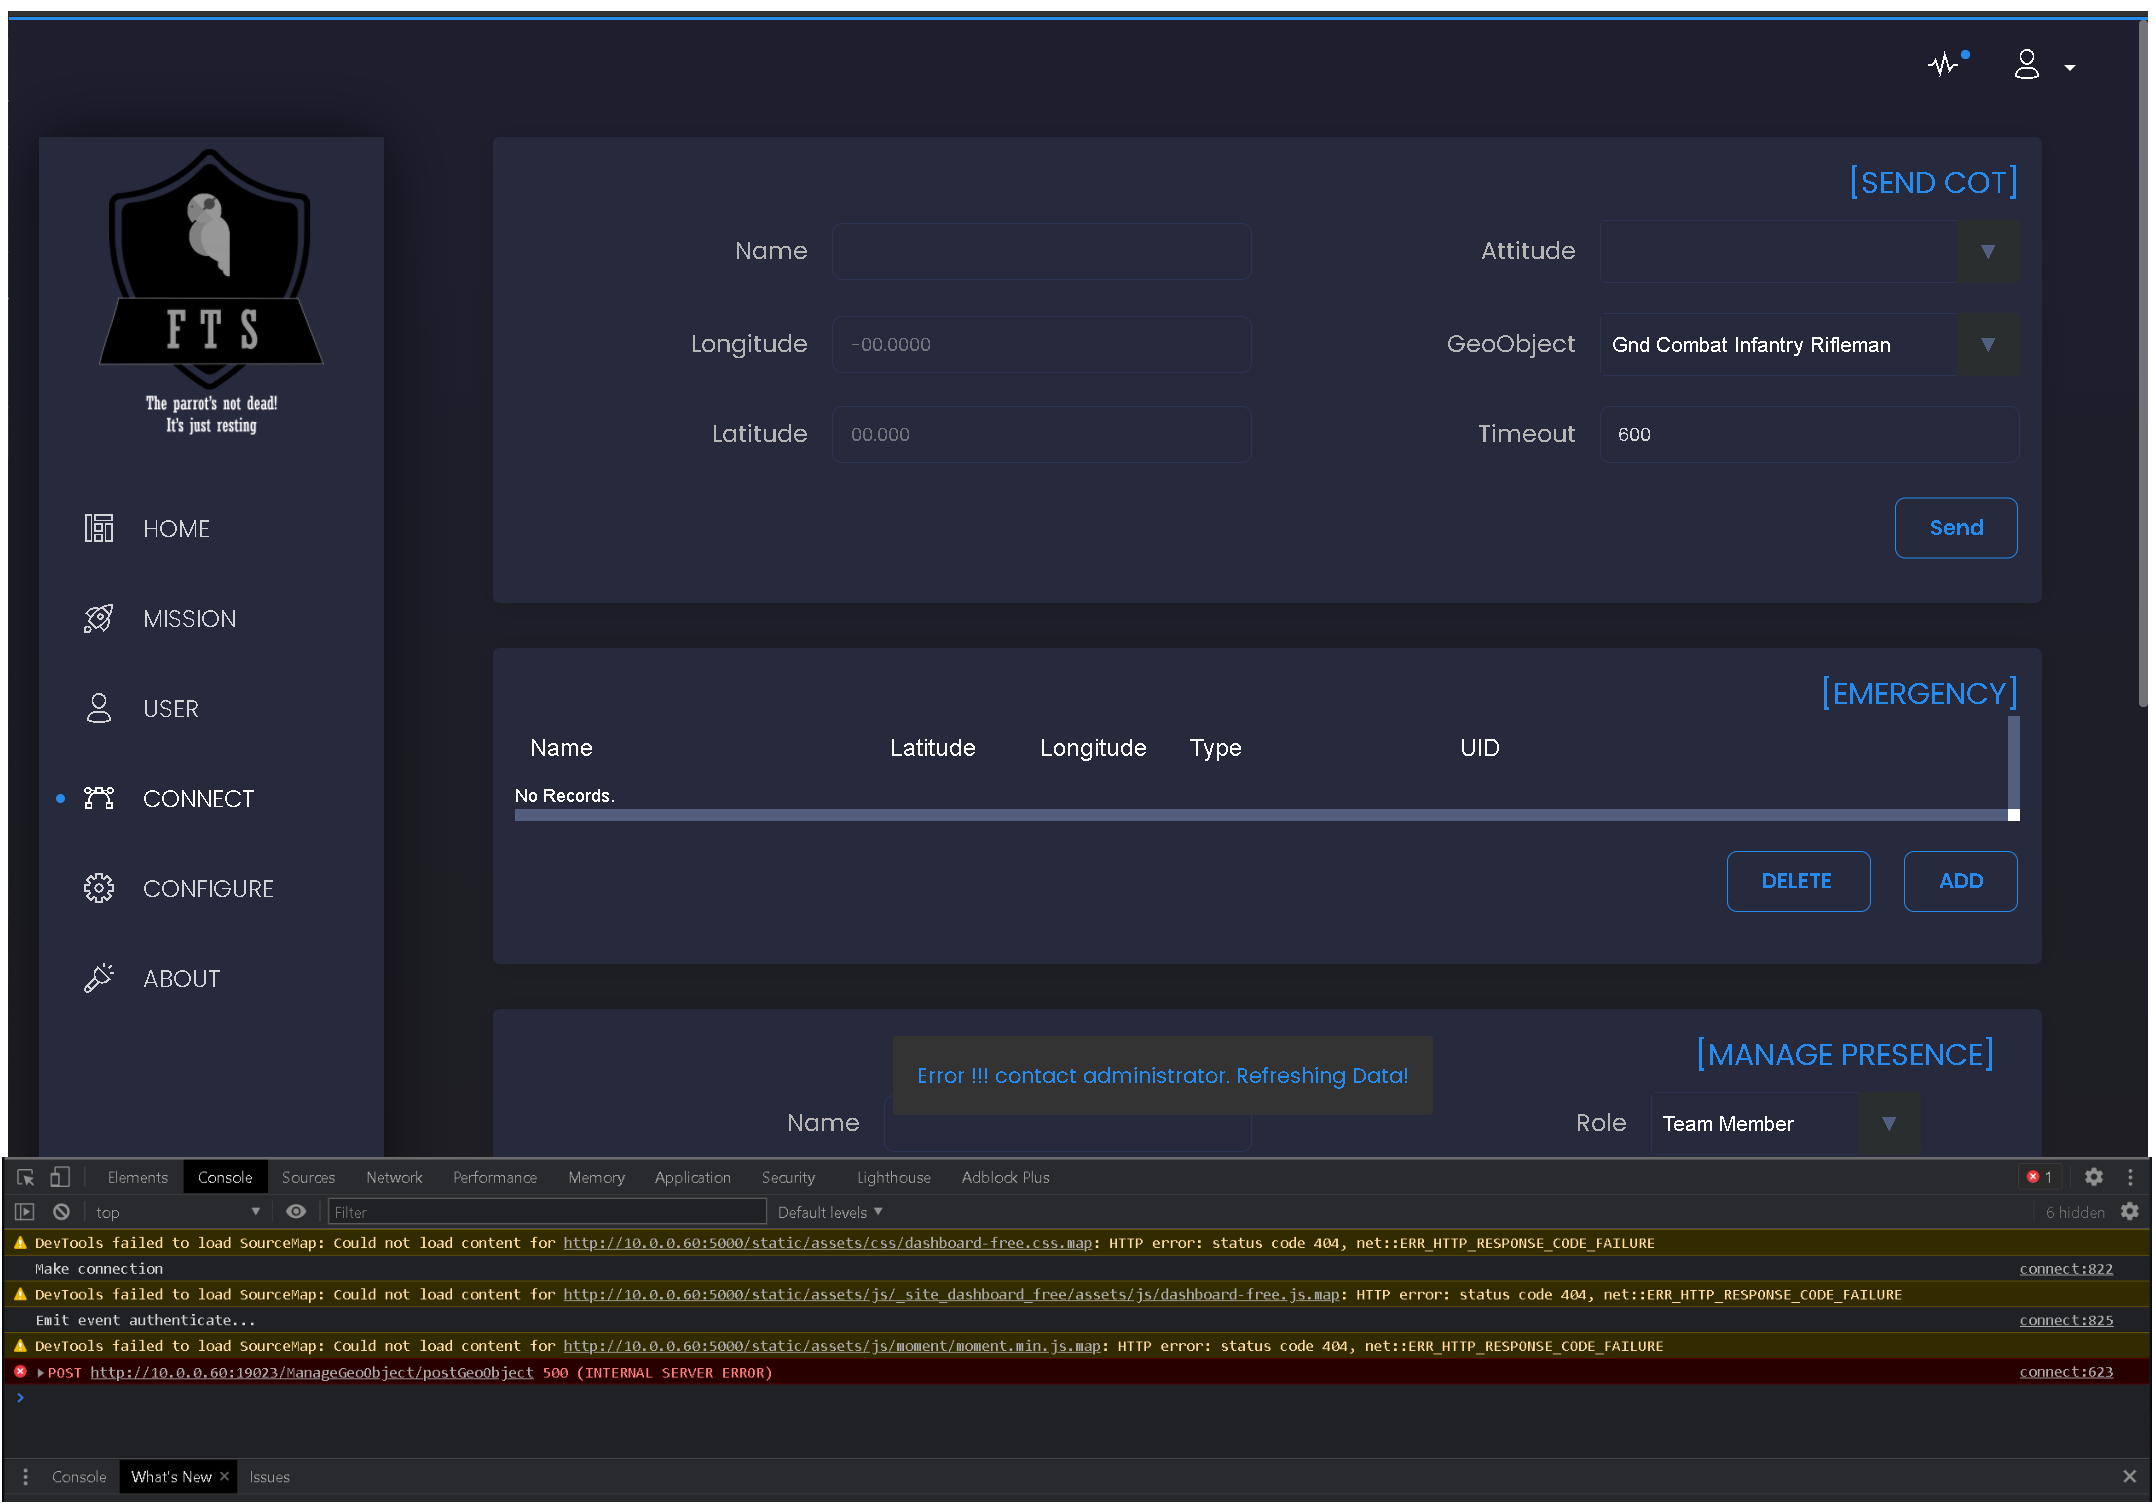 FTS
The parrot's not dead!
It's just resting
HOME
MISSION
USER
CONNECT
CONFIGURE
ABOUT
[SEND COT]
Name
Attitude
Longitude -00.0000
GeoObject Gnd Combat Infantry Rifleman
Latitude 00.000
Timeout 600
Send
[EMERGENCY]
Name Latitude Longitude Type UID
No Records.
DELETE ADD
[MANAGE PRESENCE]
Error !!! contact administrator. Refreshing Data!
Name
Role Team Member
Elements Console Sources Network Performance Memory Application Security Lighthouse Adblock Plus 1
top Filter Default levels 6 hidden
DevTools failed to load SourceMap: Could not load content for http://10.0.0.60:5000/static/assets/css/dashboard-free.css.map: HTTP error: status code 404, net::ERR_HTTP_RESPONSE_CODE_FAILURE
Make connection connect:822
DevTools failed to load SourceMap: Could not load content for http://10.0.0.60:5000/static/assets/js/_site_dashboard_free/assets/js/dashboard-free.js.map: HTTP error: status code 404, net::ERR_HTTP_RESPONSE_CODE_FAILURE
Emit event authenticate... connect:825
DevTools failed to load SourceMap: Could not load content for http://10.0.0.60:5000/static/assets/js/moment/moment.min.js.map: HTTP error: status code 404, net::ERR_HTTP_RESPONSE_CODE_FAILURE
POST http://10.0.0.60:19023/ManageGeoObject/postGeoObject 500 (INTERNAL SERVER ERROR) connect:623
Console What's New Issues